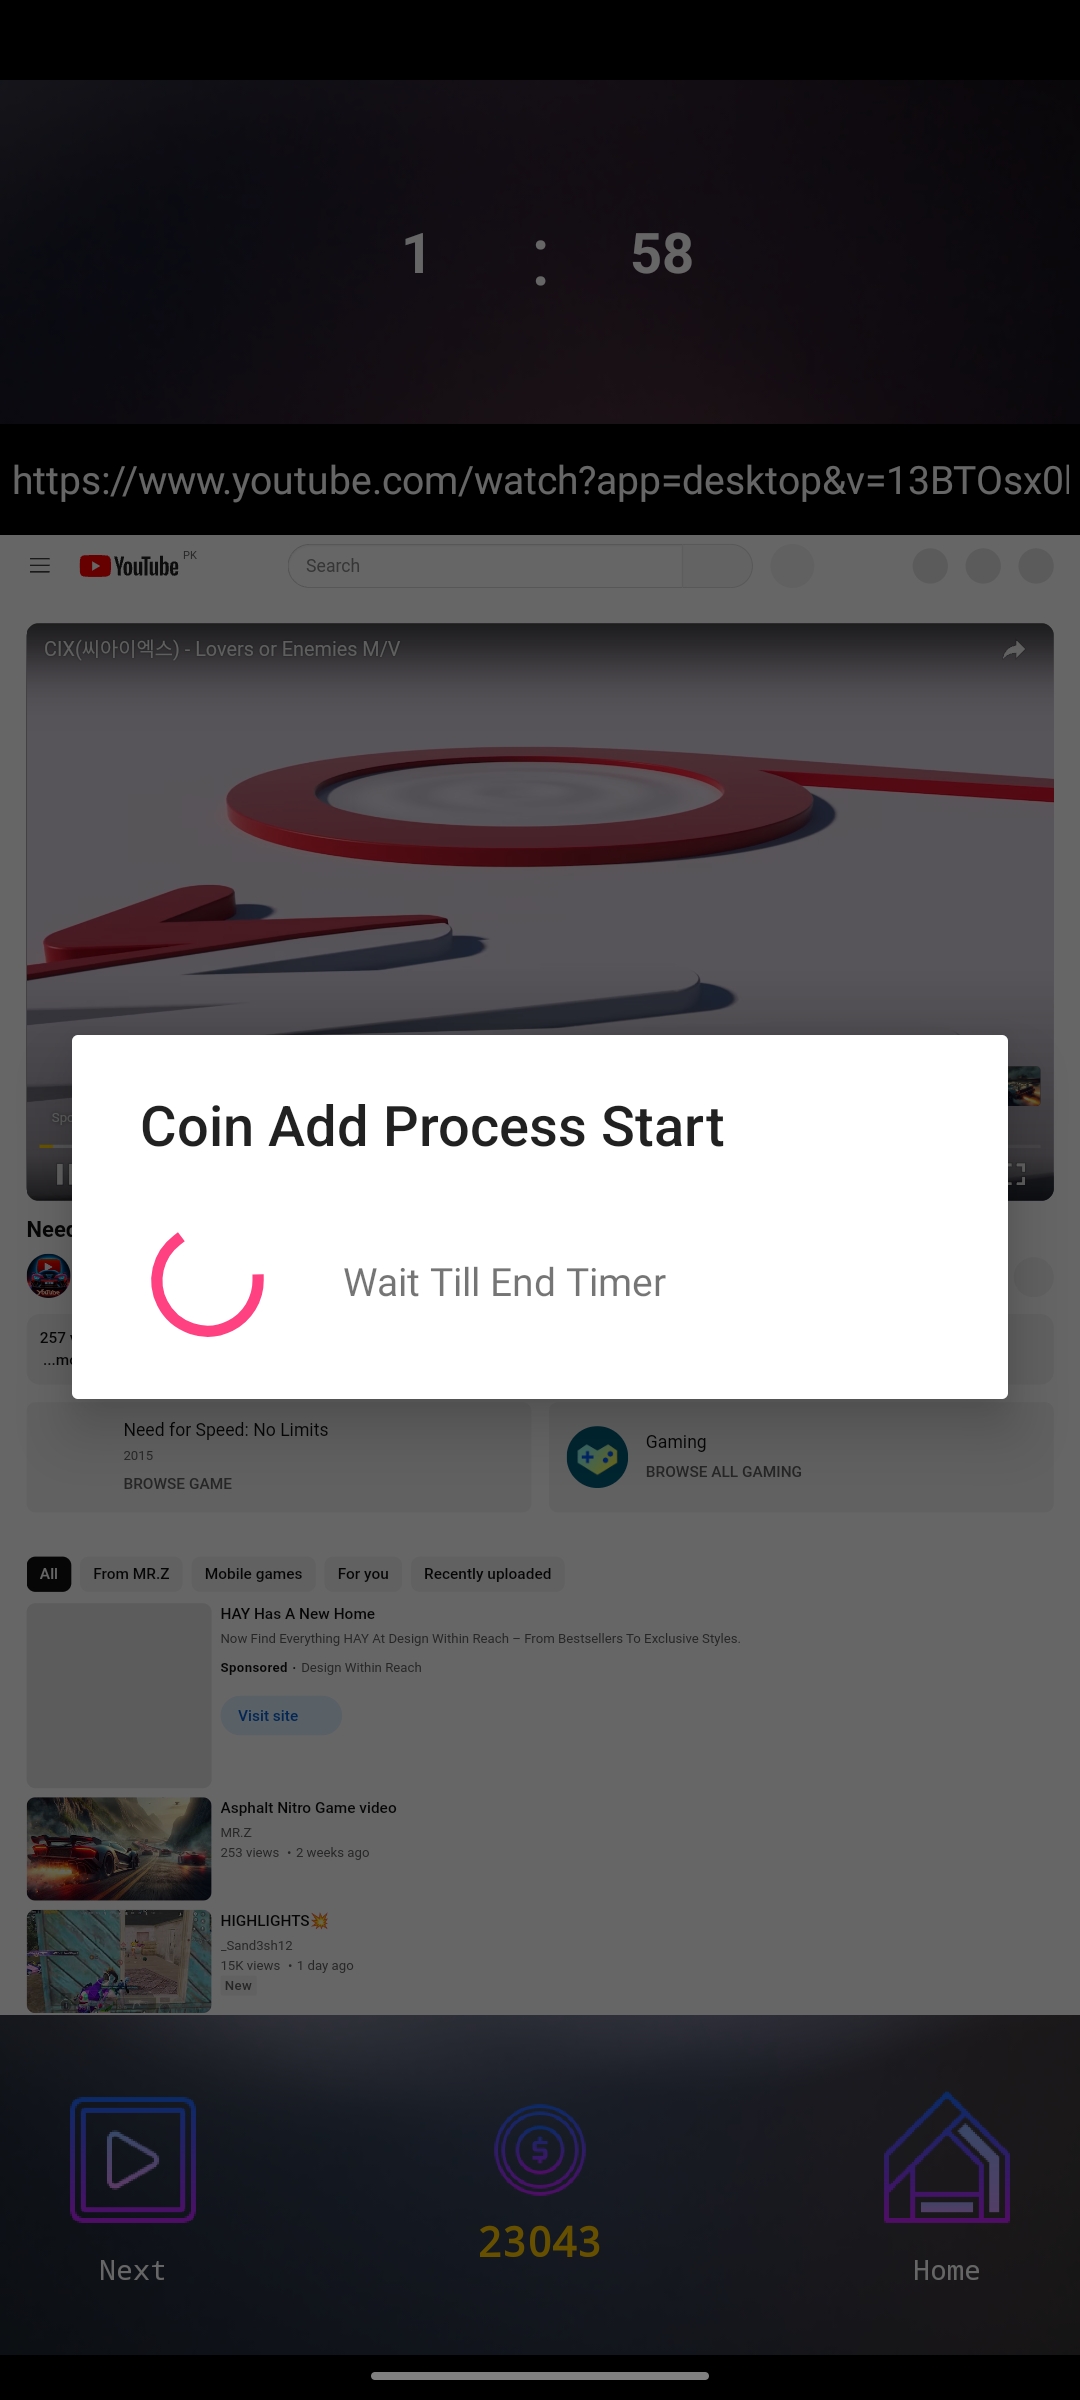 1 : 58
https://www.youtube.com/watch?app=desktop&v=13BTOsx0
YouTube PK
Search
CIX(씨아이엑스) - Lovers or Enemies M/V
Coin Add Process Start
Wait Till End Timer
257
Need for Speed: No Limits
2015
BROWSE GAME
Gaming
BROWSE ALL GAMING
All
From MR.Z
Mobile games
For you
Recently uploaded
HAY Has A New Home
Now Find Everything HAY At Design Within Reach – From Bestsellers To Exclusive Styles.
Sponsored · Design Within Reach
Visit site
Asphalt Nitro Game video
MR.Z
253 views • 2 weeks ago
HIGHLIGHTS💥
_Sand3sh12
15K views • 1 day ago
New
Next
23043
Home